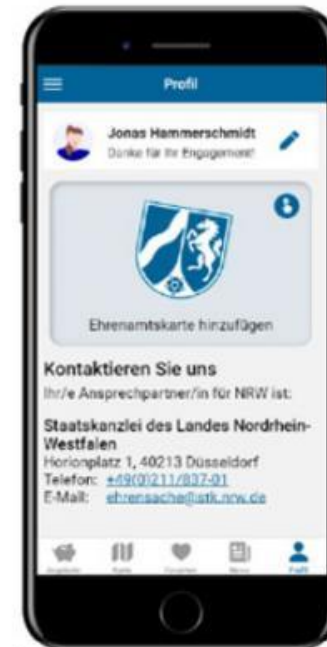 Profil
Jonas Hammerschmidt
Danke für Ihr Engagement!
Ehrenamtskarte hinzufügen
Kontaktieren Sie uns
Ihr/e Ansprechpartner/in für NRW ist:
Staatskanzlei des Landes Nordrhein-
Westfalen
Horionplatz 1, 40213 Düsseldorf
Telefon: +49(0)211/837-01
E-Mail: ehrensache@stk.nrw.de
Karte
News
Profil